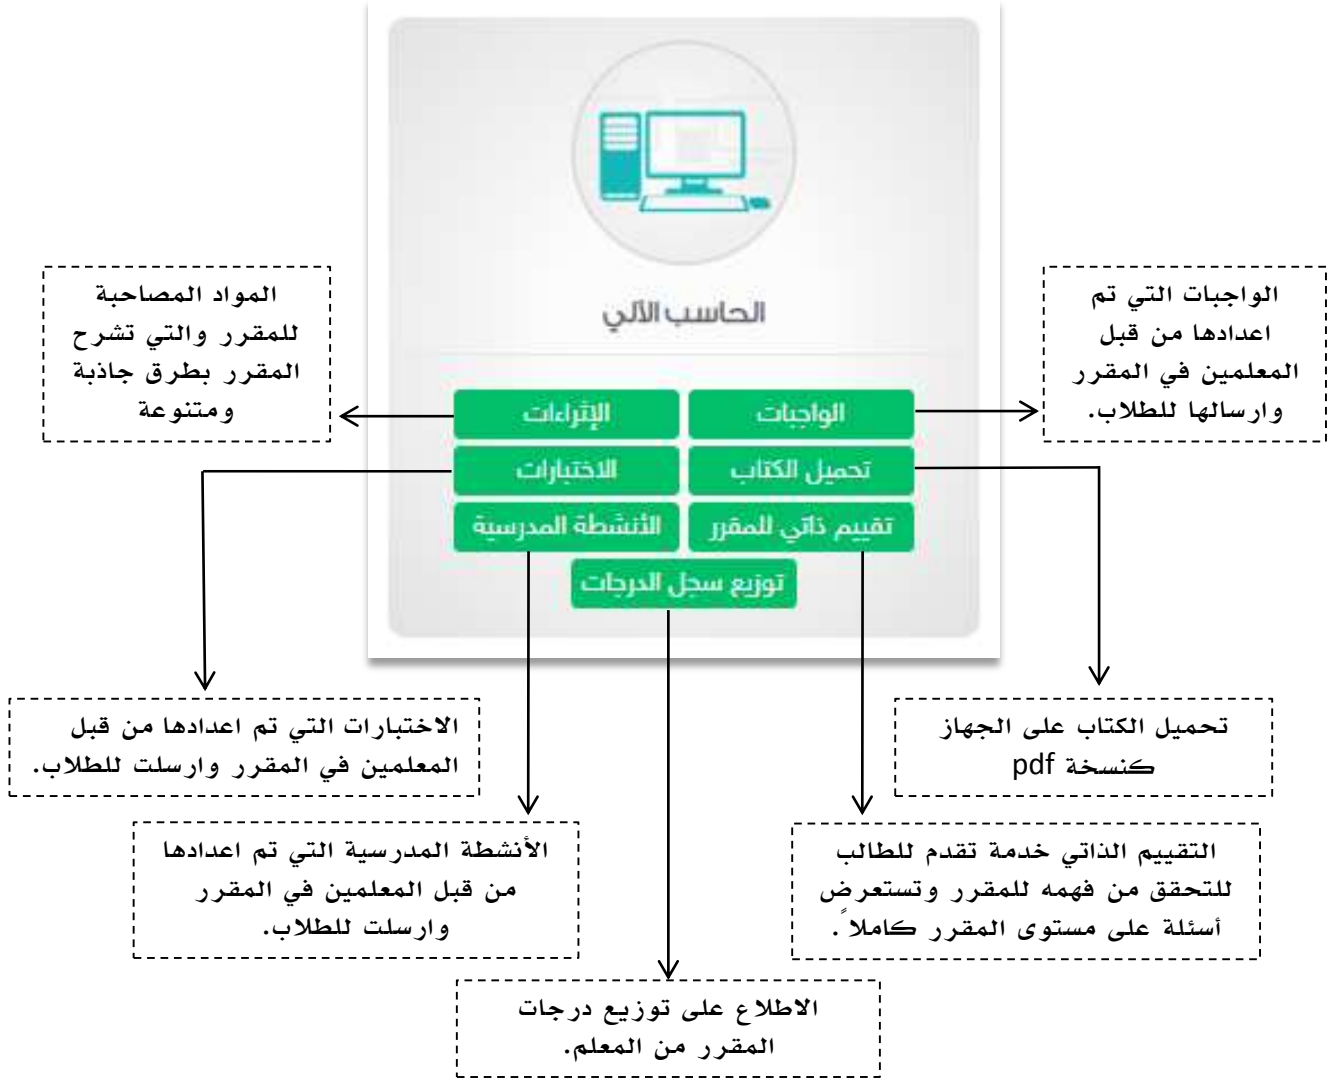 الحاسب الآلي
الواجبات
الإثراءات
تحميل الكتاب
الاختبارات
تقييم ذاتي للمقرر
الأنشطة المدرسية
توزيع سجل الدرجات
الواجبات التي تم
اعدادها من قبل
المعلمين في المقرر
وارسالها للطلاب.
المواد المصاحبة
للمقرر والتي تشرح
المقرر بطرق جاذبة
ومتنوعة
تحميل الكتاب على الجهاز
كنسخة pdf
الاختبارات التي تم اعدادها من قبل
المعلمين في المقرر وارسلت للطلاب.
التقييم الذاتي خدمة تقدم للطالب
للتحقق من فهمه للمقرر وتستعرض
أسئلة على مستوى المقرر كاملاً.
الأنشطة المدرسية التي تم اعدادها
من قبل المعلمين في المقرر
وارسلت للطلاب.
الاطلاع على توزيع درجات
المقرر من المعلم.